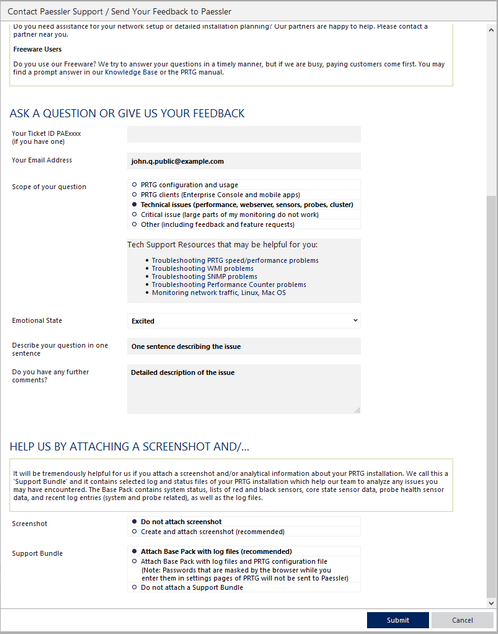 Contact Paessler Support / Send Your Feedback to Paessler
Do you need assistance for your network setup or detailed installation planning? Our partners are happy to help. Please contact a
partner near you.
Freeware Users
Do you use our Freeware? We try to answer your questions in a timely manner, but if we are busy, paying customers come first. You may
find a prompt answer in our Knowledge Base or the PRTG manual.
ASK A QUESTION OR GIVE US YOUR FEEDBACK
Your Ticket ID PAExxxx
(if you have one)
Your Email Address
john.q.public@example.com
Scope of your question
PRTG configuration and usage
PRTG clients (Enterprise Console and mobile apps)
Technical issues (performance, webserver, sensors, probes, cluster)
Critical issue (large parts of my monitoring do not work)
Other (including feedback and feature requests)
Tech Support Resources that may be helpful for you:
Troubleshooting PRTG speed/performance problems
Troubleshooting WMI problems
Troubleshooting SNMP problems
Troubleshooting Performance Counter problems
Monitoring network traffic, Linux, Mac OS
Emotional State
Excited
Describe your question in one
sentence
One sentence describing the issue
Do you have any further
comments?
Detailed description of the issue
HELP US BY ATTACHING A SCREENSHOT AND/...
It will be tremendously helpful for us if you attach a screenshot and/or analytical information about your PRTG installation. We call this a
'Support Bundle' and it contains selected log and status files of your PRTG installation which help our team to analyze any issues you
may have encountered. The Base Pack contains system status, lists of red and black sensors, core state sensor data, probe health sensor
data, and recent log entries (system and probe related), as well as the log files.
Screenshot
Do not attach screenshot
Create and attach screenshot (recommended)
Support Bundle
Attach Base Pack with log files (recommended)
Attach Base Pack with log files and PRTG configuration file
(Note: Passwords that are masked by the browser while you
enter them in settings pages of PRTG will not be sent to Paessler)
Do not attach a Support Bundle
Submit
Cancel